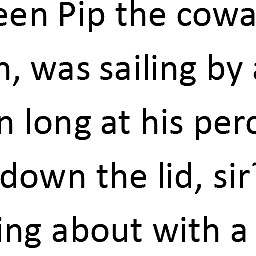 een Pip the cowa
n, was sailing by a
n long at his perc
down the lid, sir
ing about with a